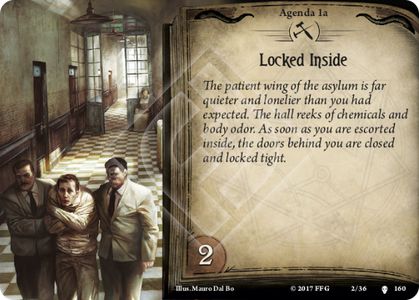 Agenda 1a
Locked Inside
The patient wing of the asylum is far
quieter and lonelier than you had
expected. The hall reeks of chemicals and
body odor. As soon as you are escorted
inside, the doors behind you are closed
and locked tight.
2
Illus. Mauro Dal Bo
© 2017 FFG
2/36
160